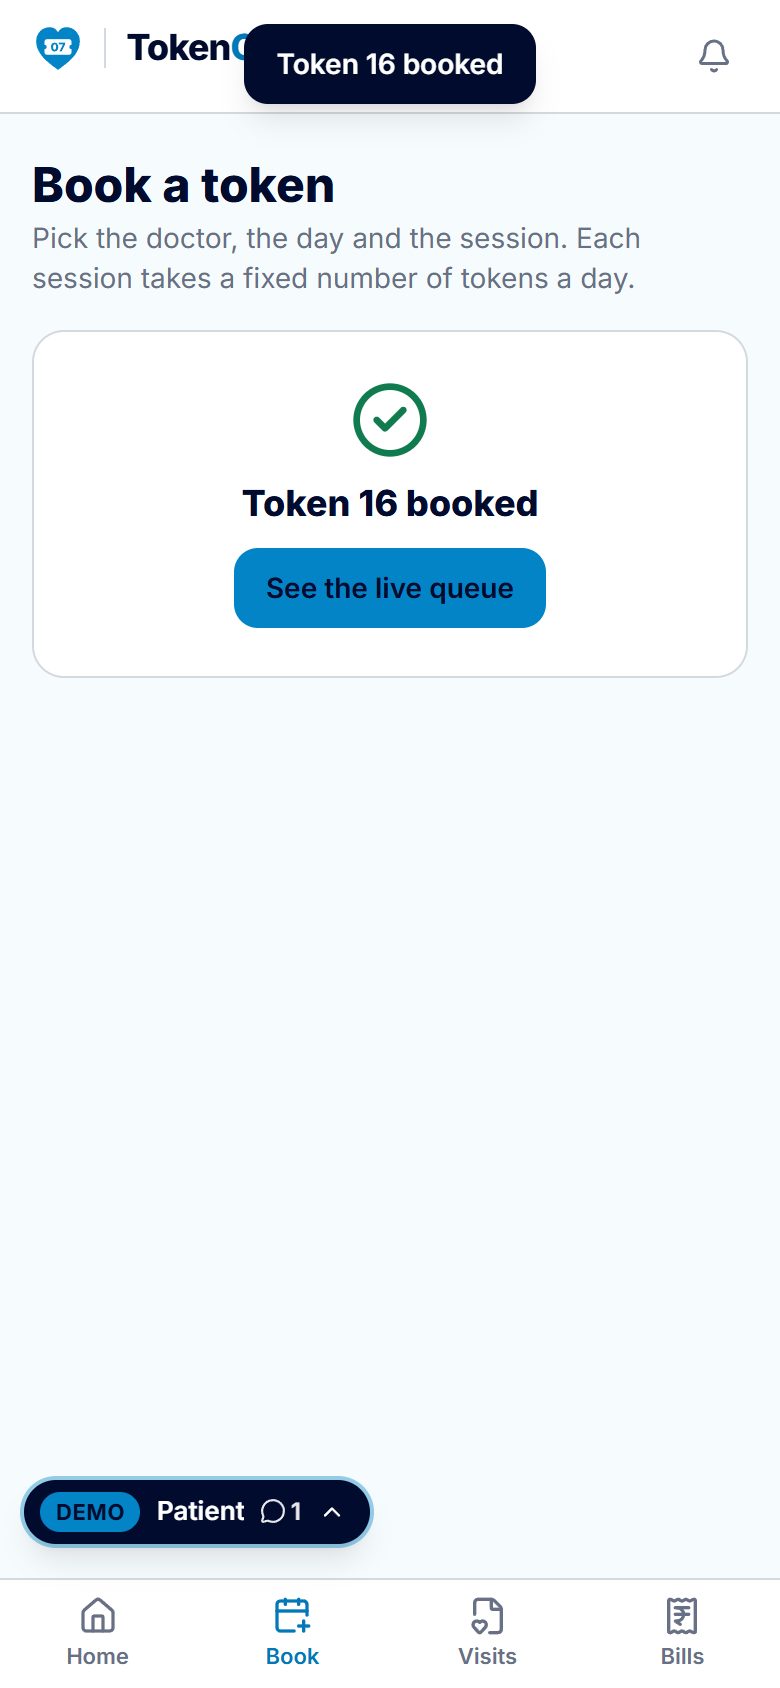 07
Token
Token 16 booked
Book a token
Pick the doctor, the day and the session. Each
session takes a fixed number of tokens a day.
Token 16 booked
See the live queue
DEMO Patient 1
Home Book Visits Bills